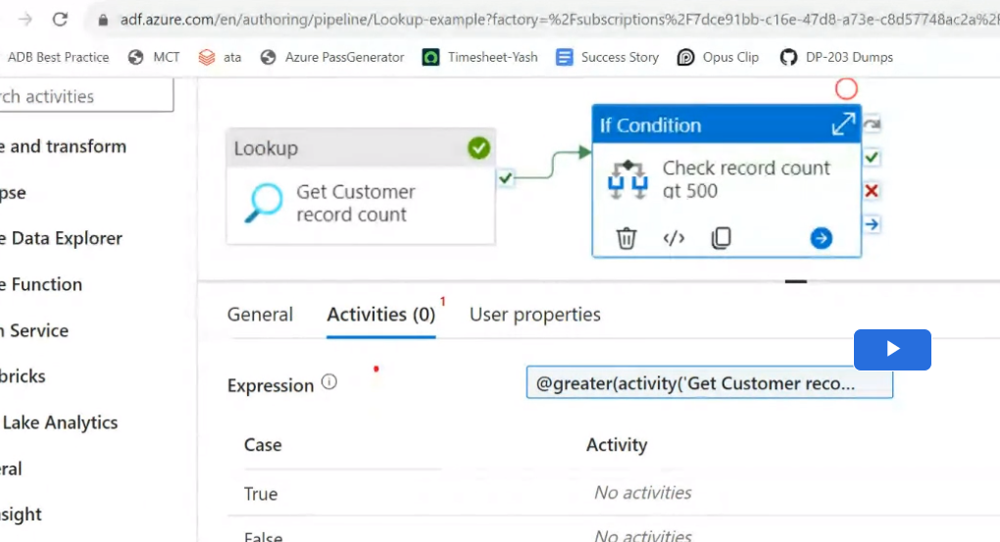 adf.azure.com/en/authoring/pipeline/Lookup-example?factory=%2Fsubscriptions%2F7dce91bb-c16e-47d8-a73e-c8d57748ac2a%2F
ADB Best Practice MCT ata Azure PassGenerator Timesheet-Yash Success Story Opus Clip DP-203 Dumps
rch activities
e and transform
pse
e Data Explorer
e Function
n Service
bricks
Lake Analytics
ral
nsight
Lookup
Get Customer
record count
If Condition
Check record count
gt 500
General Activities (0) 1 User properties
Expression
@greater(activity('Get Customer reco...
Case Activity
True No activities
False No activities